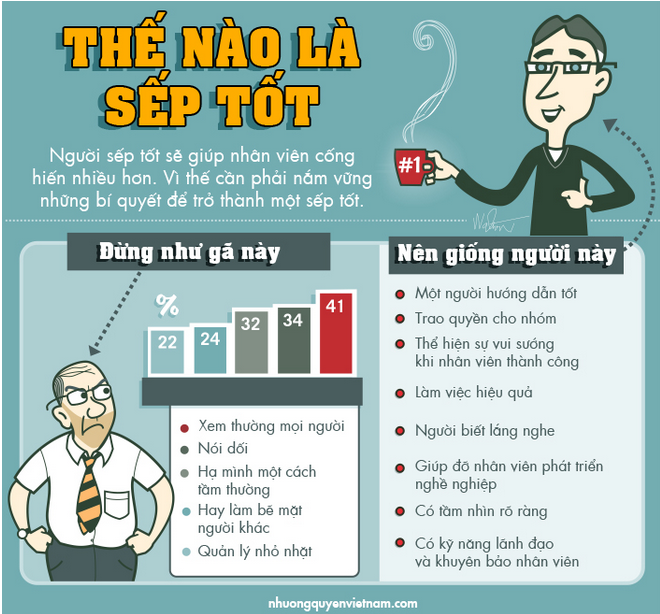 THẾ NÀO LÀ
SẾP TỐT
Người sếp tốt sẽ giúp nhân viên cống
hiến nhiều hơn. Vì thế cần phải nắm vững
những bí quyết để trở thành một sếp tốt.
#1
Đừng như gã này
%
22
24
32
34
41
Xem thường mọi người
Nói dối
Hạ mình một cách
tầm thường
Hay làm bẽ mặt
người khác
Quản lý nhỏ nhặt
Nên giống người này
Một người hướng dẫn tốt
Trao quyền cho nhóm
Thể hiện sự vui sướng
khi nhân viên thành công
Làm việc hiệu quả
Người biết lắng nghe
Giúp đỡ nhân viên phát triển
nghề nghiệp
Có tầm nhìn rõ ràng
Có kỹ năng lãnh đạo
và khuyên bảo nhân viên
nhuongquyenvietnam.com